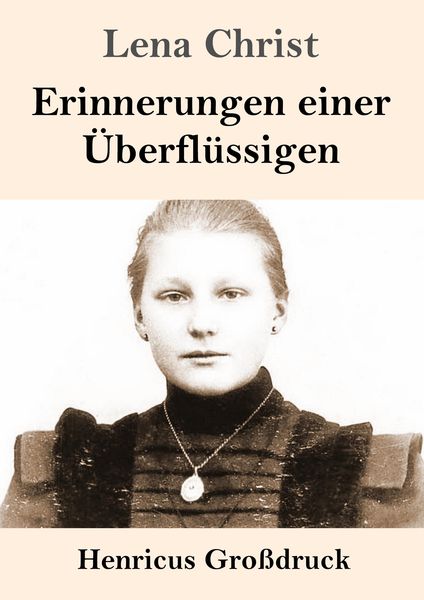 Lena Christ
Erinnerungen einer
Überflüssigen
Henricus Großdruck